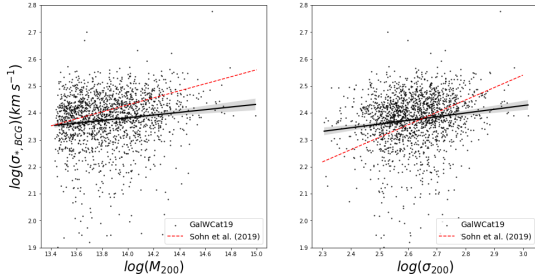 2.8
2.7
2.6
2.5
2.4
2.3
2.2
2.1
2.0
1.9
log(σ*, BCG)(km s⁻¹)
GalWCat19
Sohn et al. (2019)
13.4 13.6 13.8 14.0 14.2 14.4 14.6 14.8 15.0
log(M200)
2.8
2.7
2.6
2.5
2.4
2.3
2.2
2.1
2.0
1.9
GalWCat19
Sohn et al. (2019)
2.3 2.4 2.5 2.6 2.7 2.8 2.9 3.0
log(σ200)